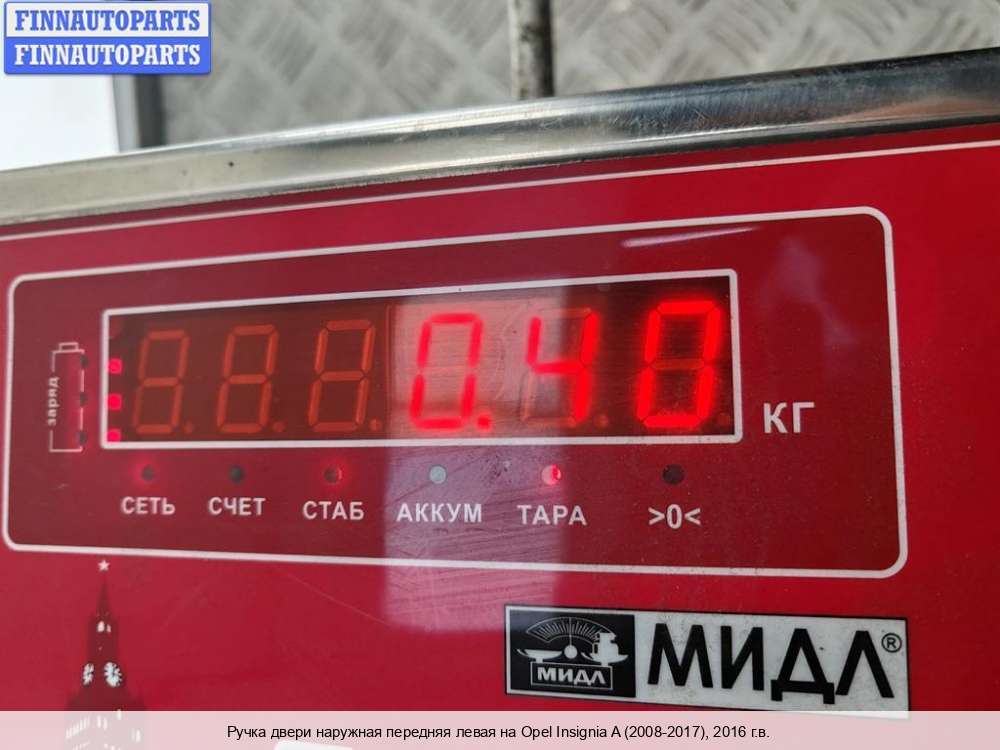 FINNAUTOPARTS
FINNAUTOPARTS
заряд
0.40
КГ
СЕТЬ СЧЕТ СТАБ АККУМ ТАРА >0<
МИДЛ
МИДЛ®
Ручка двери наружная передняя левая на Opel Insignia A (2008-2017), 2016 г.в.